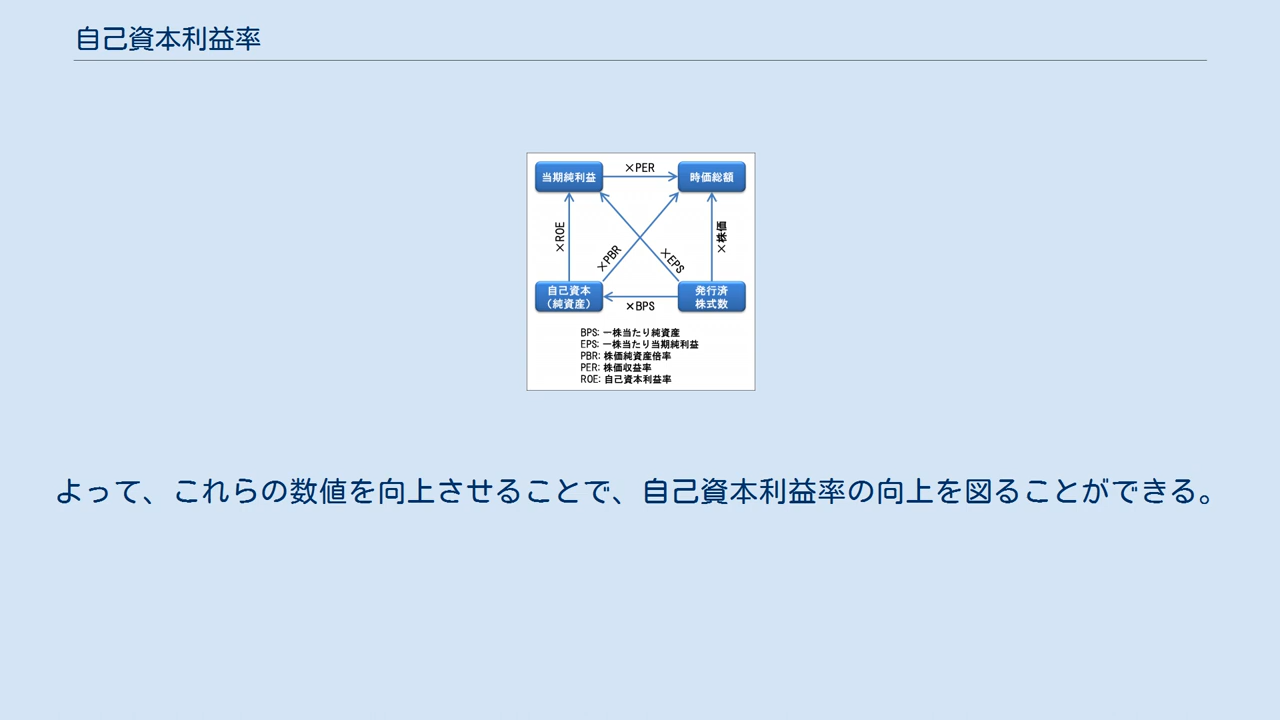 自己資本利益率
当期純利益
×PER
時価総額
×ROE
×PBR
×EPS
×株価
自己資本
（純資産）
×BPS
発行済
株式数
BPS: 一株当たり純資産
EPS: 一株当たり当期純利益
PBR: 株価純資産倍率
PER: 株価収益率
ROE: 自己資本利益率
よって、これらの数値を向上させることで、自己資本利益率の向上を図ることができる。